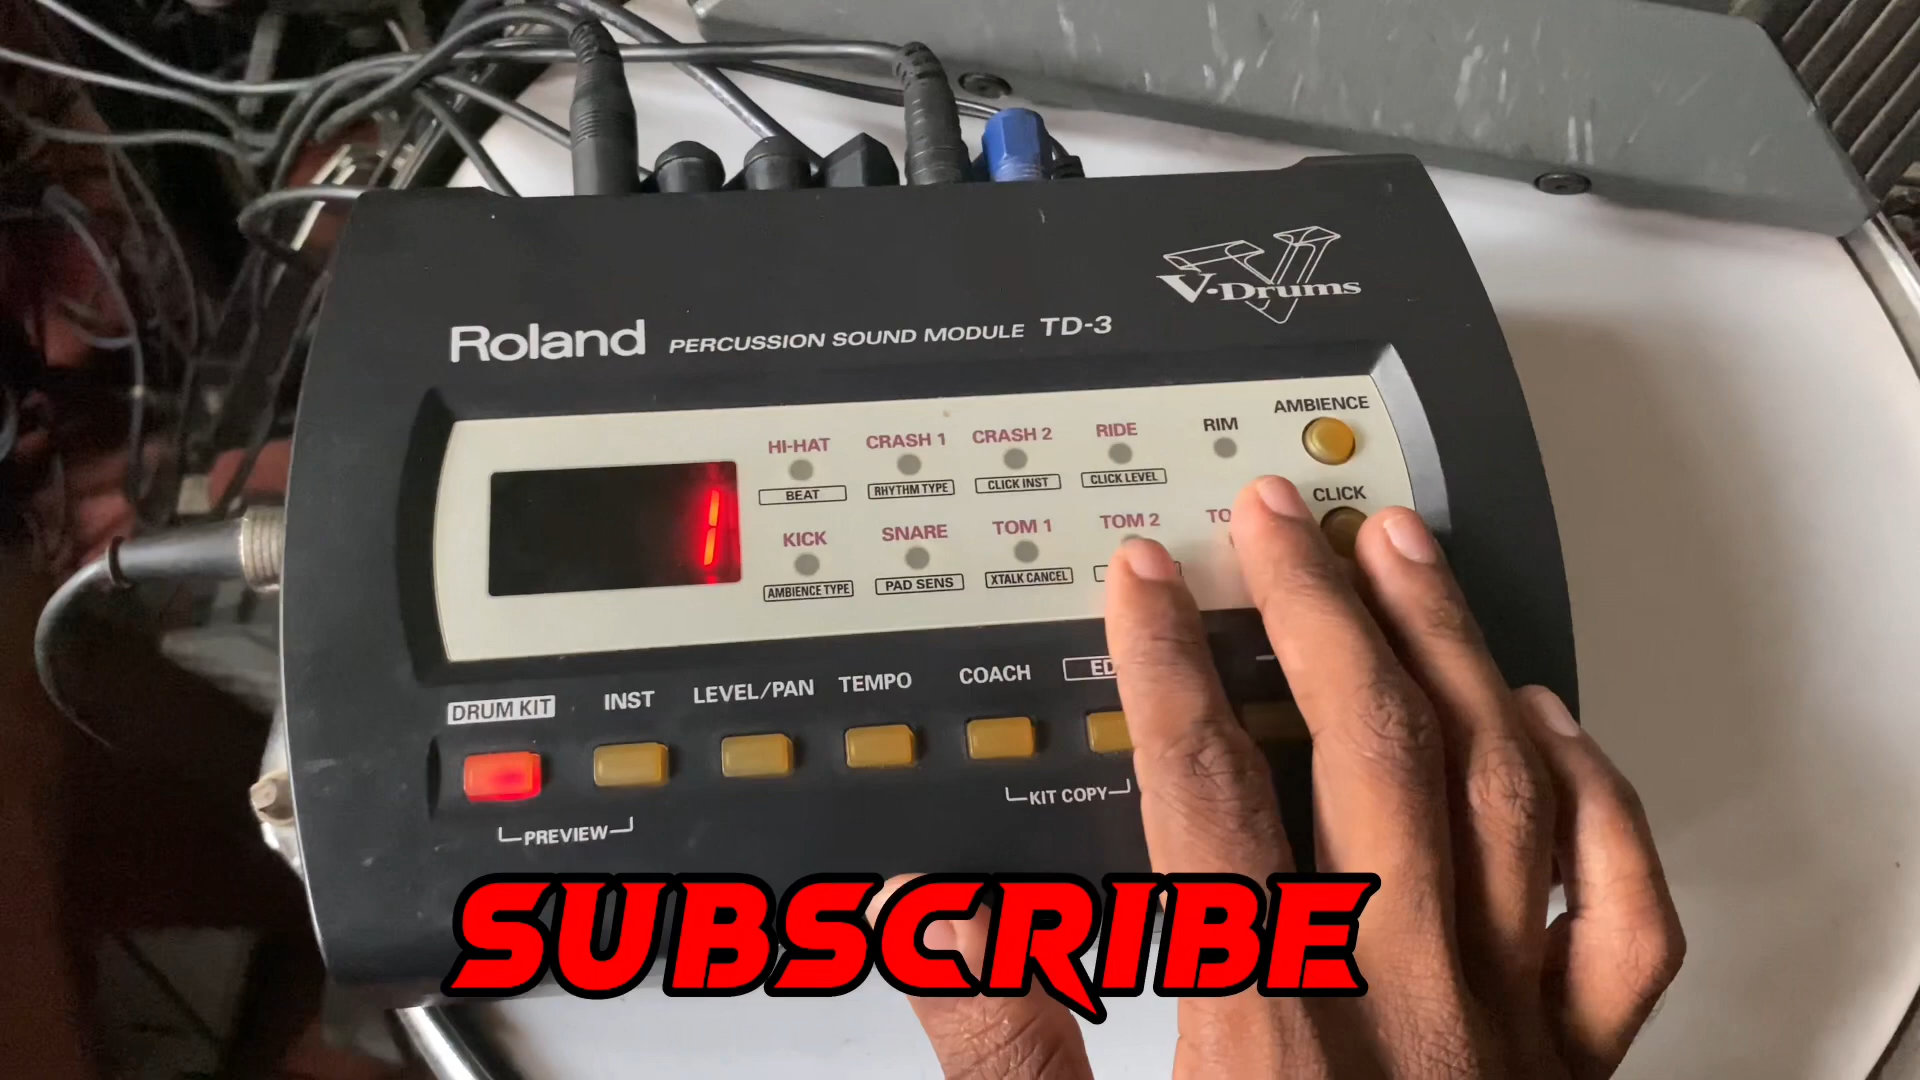 V-Drums
Roland PERCUSSION SOUND MODULE TD-3
AMBIENCE
HI-HAT CRASH 1 CRASH 2 RIDE RIM
BEAT RHYTHM TYPE CLICK INST CLICK LEVEL
CLICK
1
KICK SNARE TOM 1 TOM 2
AMBIENCE TYPE PAD SENS XTALK CANCEL
DRUM KIT INST LEVEL/PAN TEMPO COACH
KIT COPY
PREVIEW
SUBSCRIBE